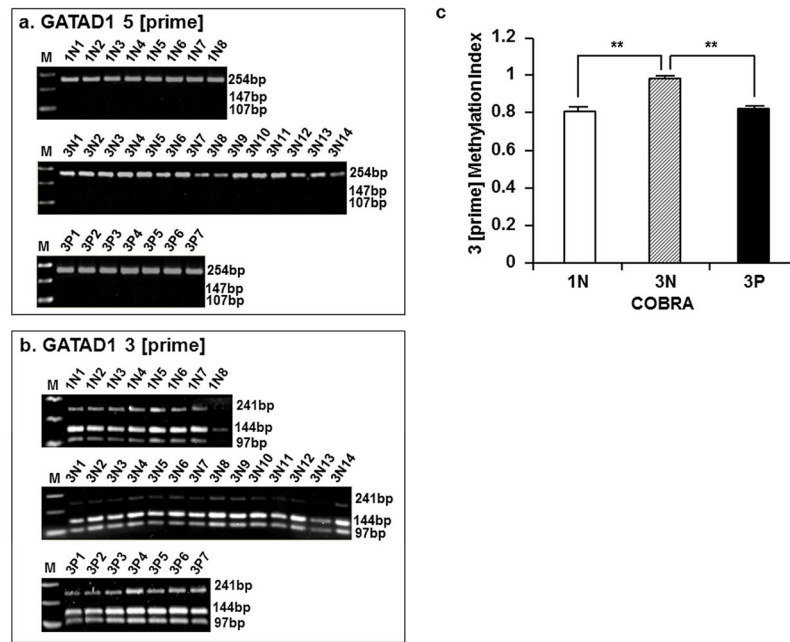 a. GATAD1 5 [prime]
M 1N1 1N2 1N3 1N4 1N5 1N6 1N7 1N8
254bp
147bp
107bp
M 3N1 3N2 3N3 3N4 3N5 3N6 3N7 3N8 3N9 3N10 3N11 3N12 3N13 3N14
254bp
147bp
107bp
M 3P1 3P2 3P3 3P4 3P5 3P6 3P7
254bp
147bp
107bp
b. GATAD1 3 [prime]
M 1N1 1N2 1N3 1N4 1N5 1N6 1N7 1N8
241bp
144bp
97bp
M 3N1 3N2 3N3 3N4 3N5 3N6 3N7 3N8 3N9 3N10 3N11 3N12 3N13 3N14
241bp
144bp
97bp
M 3P1 3P2 3P3 3P4 3P5 3P6 3P7
241bp
144bp
97bp
c
3 [prime] Methylation Index
1.2
1
0.8
0.6
0.4
0.2
0
** **
1N 3N 3P
COBRA